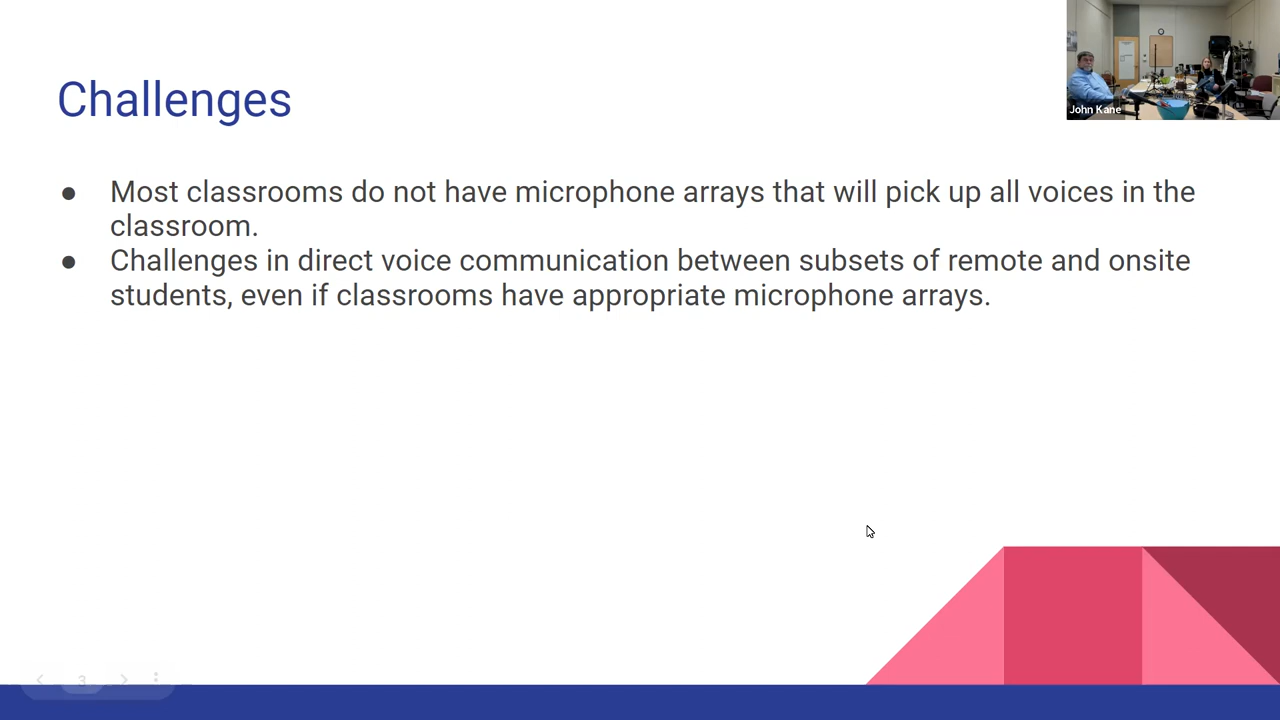 Challenges
John Kane
● Most classrooms do not have microphone arrays that will pick up all voices in the
classroom.
● Challenges in direct voice communication between subsets of remote and onsite
students, even if classrooms have appropriate microphone arrays.
3